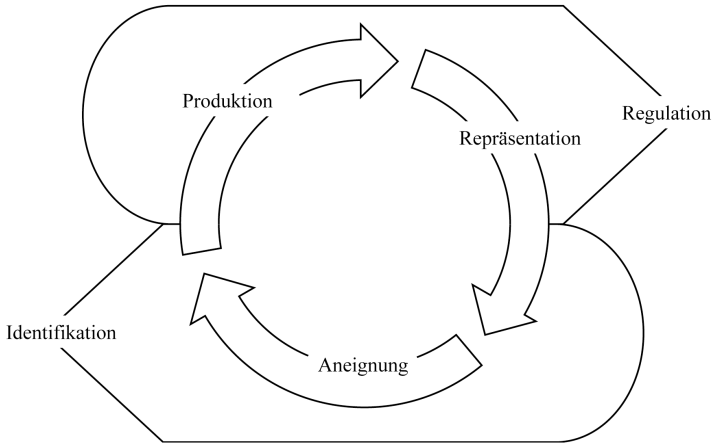 Produktion
Regulation
Repräsentation
Identifikation
Aneignung